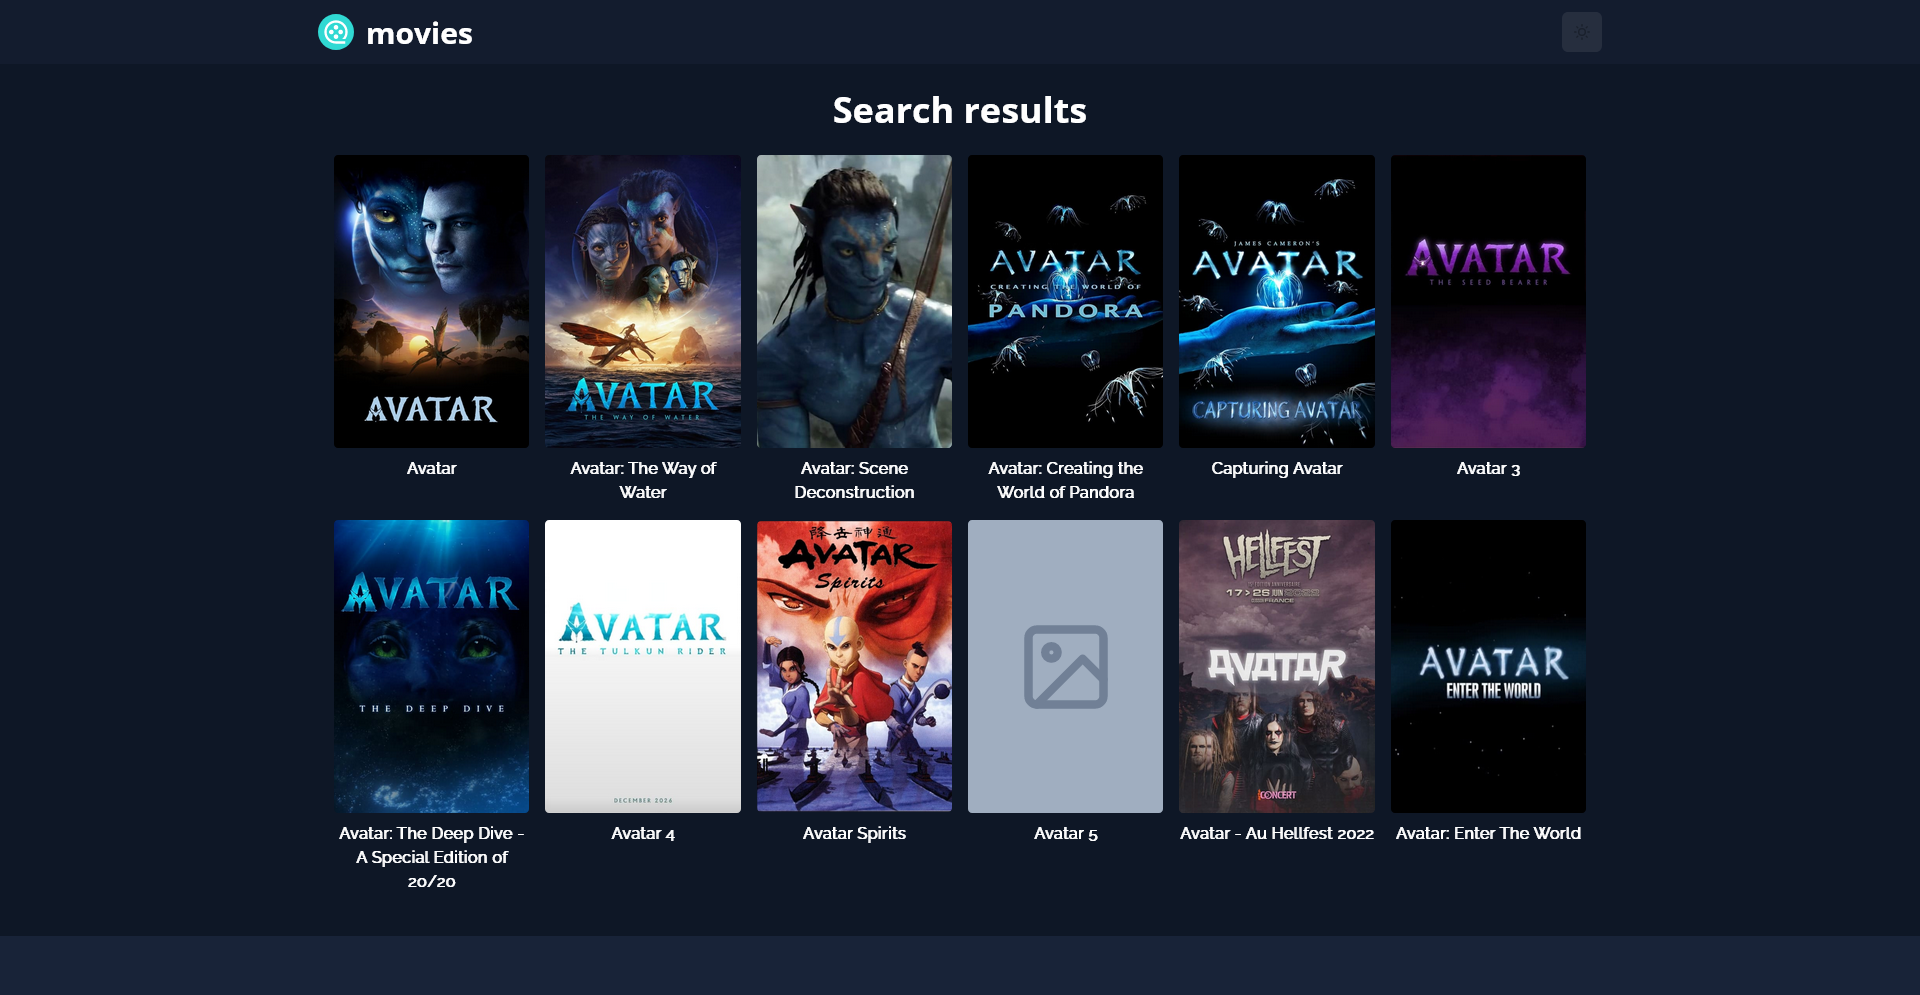 movies
Search results
AVATAR
AVATAR
THE WAY OF WATER
AVATAR
CREATING THE WORLD OF
PANDORA
JAMES CAMERON'S
AVATAR
CAPTURING AVATAR
AVATAR
THE SEED BEARER
Avatar
Avatar: The Way of
Water
Avatar: Scene
Deconstruction
Avatar: Creating the
World of Pandora
Capturing Avatar
Avatar 3
AVATAR
THE DEEP DIVE
AVATAR
THE TULKUN RIDER
DECEMBER 2026
降去神通
AVATAR
Spirits
HELLFEST
17 > 26 JUIN 2022
FRANCE
AVATAR
CONCERT
AVATAR
ENTER THE WORLD
Avatar: The Deep Dive -
A Special Edition of
20/20
Avatar 4
Avatar Spirits
Avatar 5
Avatar - Au Hellfest 2022
Avatar: Enter The World